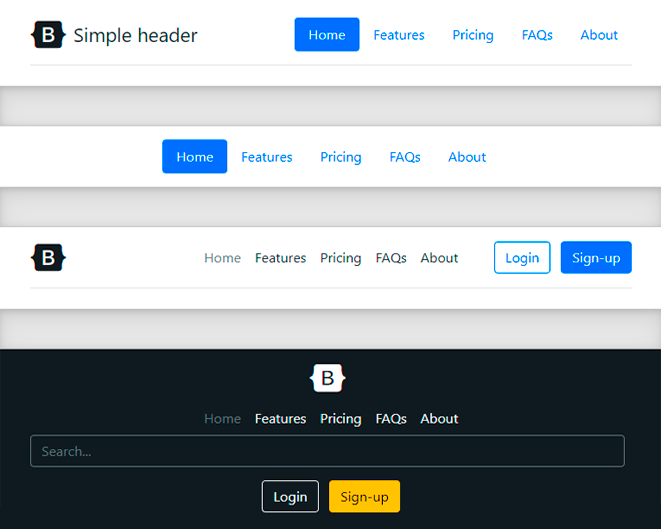 B Simple header Home Features Pricing FAQs About
Home Features Pricing FAQs About
B Home Features Pricing FAQs About Login Sign-up
B
Home Features Pricing FAQs About
Search...
Login Sign-up